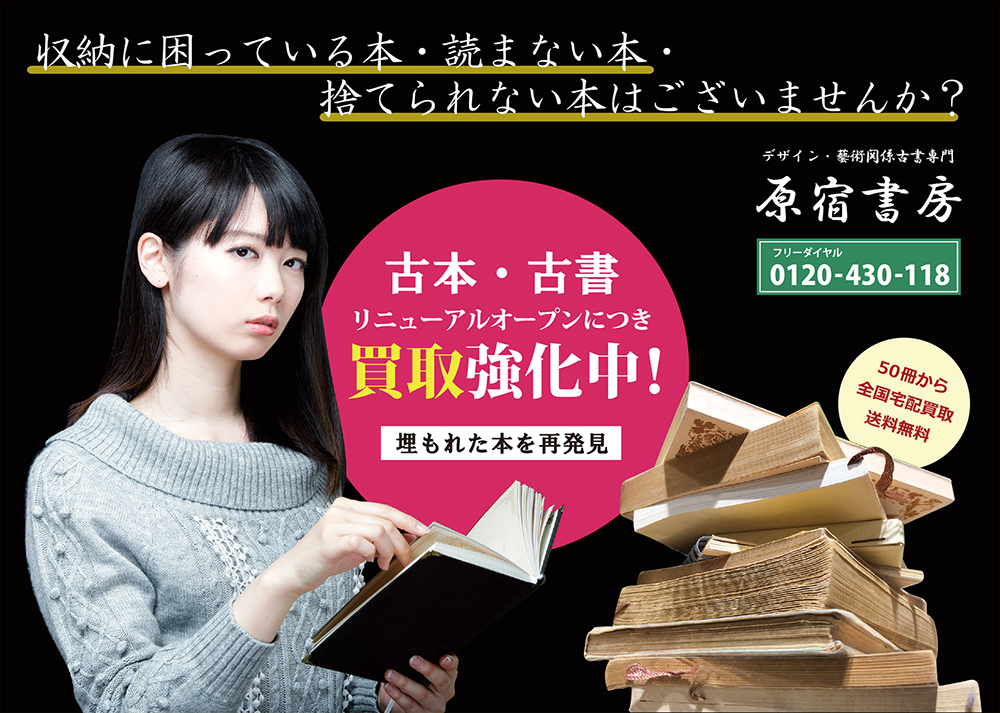 収納に困っている本・読まない本・
捨てられない本はございませんか？
デザイン・藝術関係古書専門
原宿書房
フリーダイヤル
0120-430-118
古本・古書
リニューアルオープンにつき
買取強化中！
埋もれた本を再発見
50冊から
全国宅配買取
送料無料